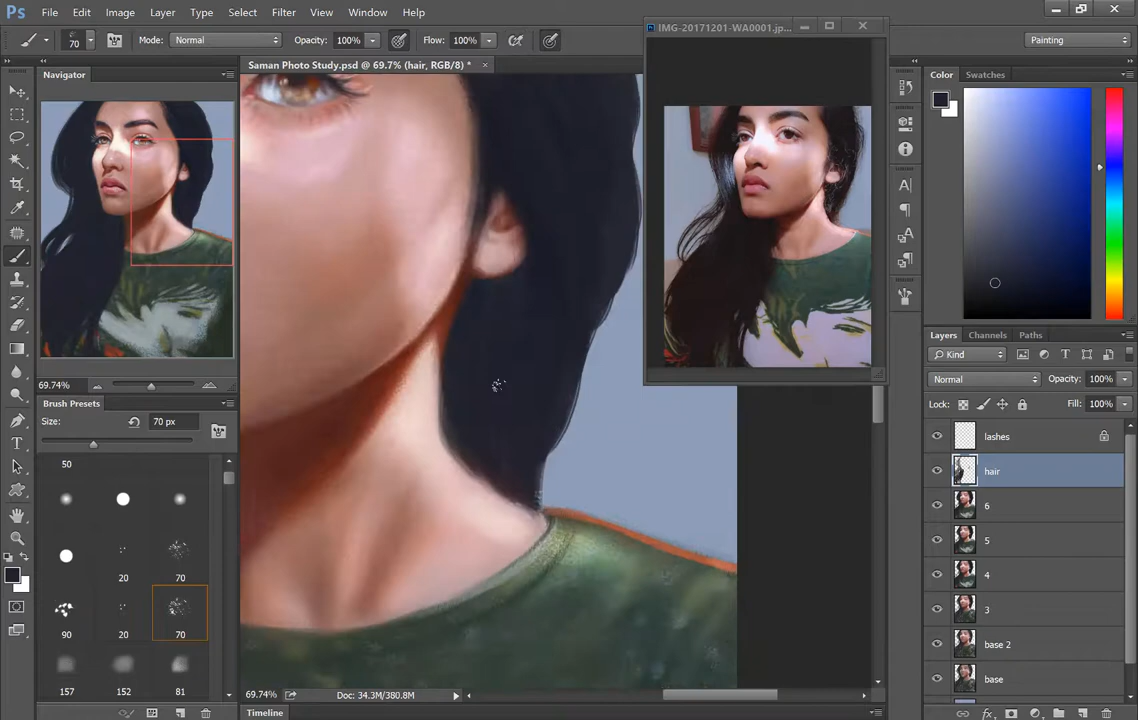 Ps File Edit Image Layer Type Select Filter View Window Help
70 Mode: Normal Opacity: 100% Flow: 100% Painting
IMG-20171201-WA0001.jp...
Saman Photo Study.psd @ 69.7% (hair, RGB/8) * ×
Navigator
69.74%
Brush Presets
Size: 70 px
50
20 70
90 20 70
157 152 81
69.74% Doc: 34.3M/380.8M
Timeline
Color Swatches
Layers Channels Paths
Kind
Normal Opacity: 100%
Lock: Fill: 100%
lashes
hair
6
5
4
3
base 2
base
fx